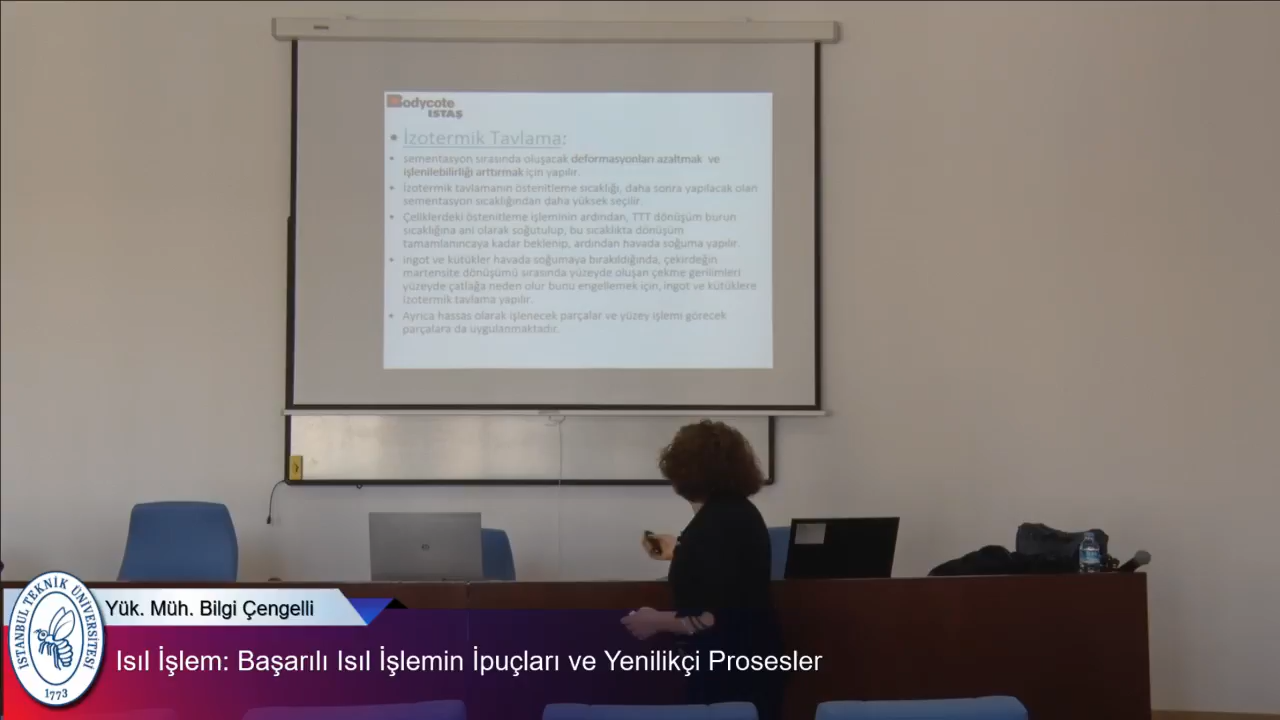 Bodycote
ISTAŞ
• İzotermik Tavlama:
• sementasyon sırasında oluşacak deformasyonları azaltmak ve
işlenilebilirliği arttırmak için yapılır.
• İzotermik tavlamanın östenitleme sıcaklığı, daha sonra yapılacak olan
sementasyon sıcaklığından daha yüksek seçilir.
• Çeliklerdeki östenitleme işleminin ardından, TTT dönüşüm burun
sıcaklığına ani olarak soğutulup, bu sıcaklıkta dönüşüm
tamamlanıncaya kadar beklenip, ardından havada soğuma yapılır.
• ingot ve kütükler havada soğumaya bırakıldığında, çekirdeğin
martensite dönüşümü sırasında yüzeyde oluşan çekme gerilimleri
yüzeyde çatlağa neden olur bunu engellemek için, ingot ve kütüklere
izotermik tavlama yapılır.
• Ayrıca hassas olarak işlenecek parçalar ve yüzey işlemi görecek
parçalara da uygulanmaktadır.
İSTANBUL TEKNİK ÜNİVERSİTESİ
1773
Yük. Müh. Bilgi Çengelli
Isıl İşlem: Başarılı Isıl İşlemin İpuçları ve Yenilikçi Prosesler